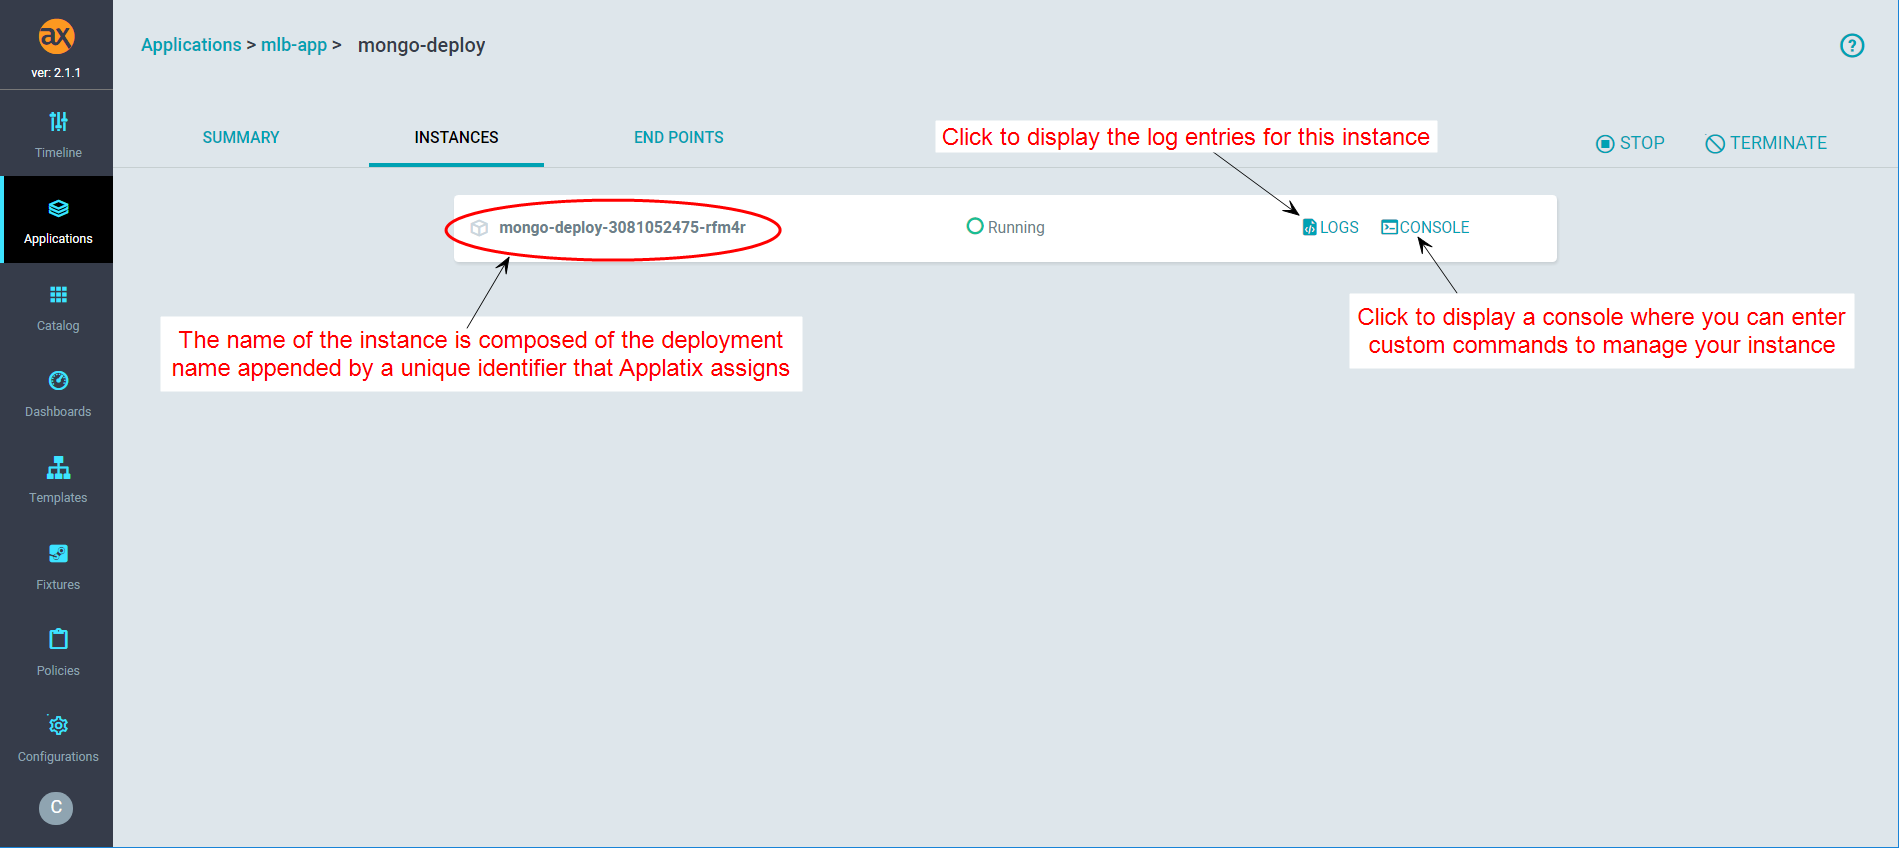 ax
ver: 2.1.1
Timeline
Applications
Catalog
Dashboards
Templates
Fixtures
Policies
Configurations
C
Applications > mlb-app > mongo-deploy
?
SUMMARY
INSTANCES
END POINTS
Click to display the log entries for this instance
STOP
TERMINATE
mongo-deploy-3081052475-rfm4r
Running
LOGS
CONSOLE
The name of the instance is composed of the deployment
name appended by a unique identifier that Applatix assigns
Click to display a console where you can enter
custom commands to manage your instance